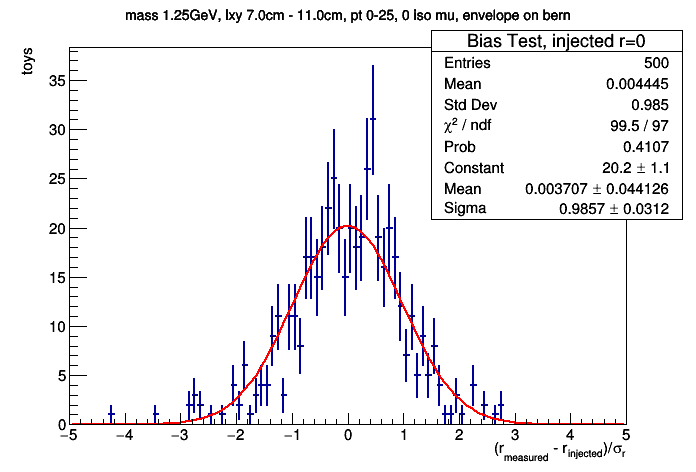 mass 1.25GeV, lxy 7.0cm - 11.0cm, pt 0-25, 0 Iso mu, envelope on bern
Bias Test, injected r=0
Entries 500
Mean 0.004445
Std Dev 0.985
χ² / ndf 99.5 / 97
Prob 0.4107
Constant 20.2 ± 1.1
Mean 0.003707 ± 0.044126
Sigma 0.9857 ± 0.0312
toys
35
30
25
20
15
10
5
0
−5 −4 −3 −2 −1 0 1 2 3 4 5
(r_measured - r_injected)/σ_r